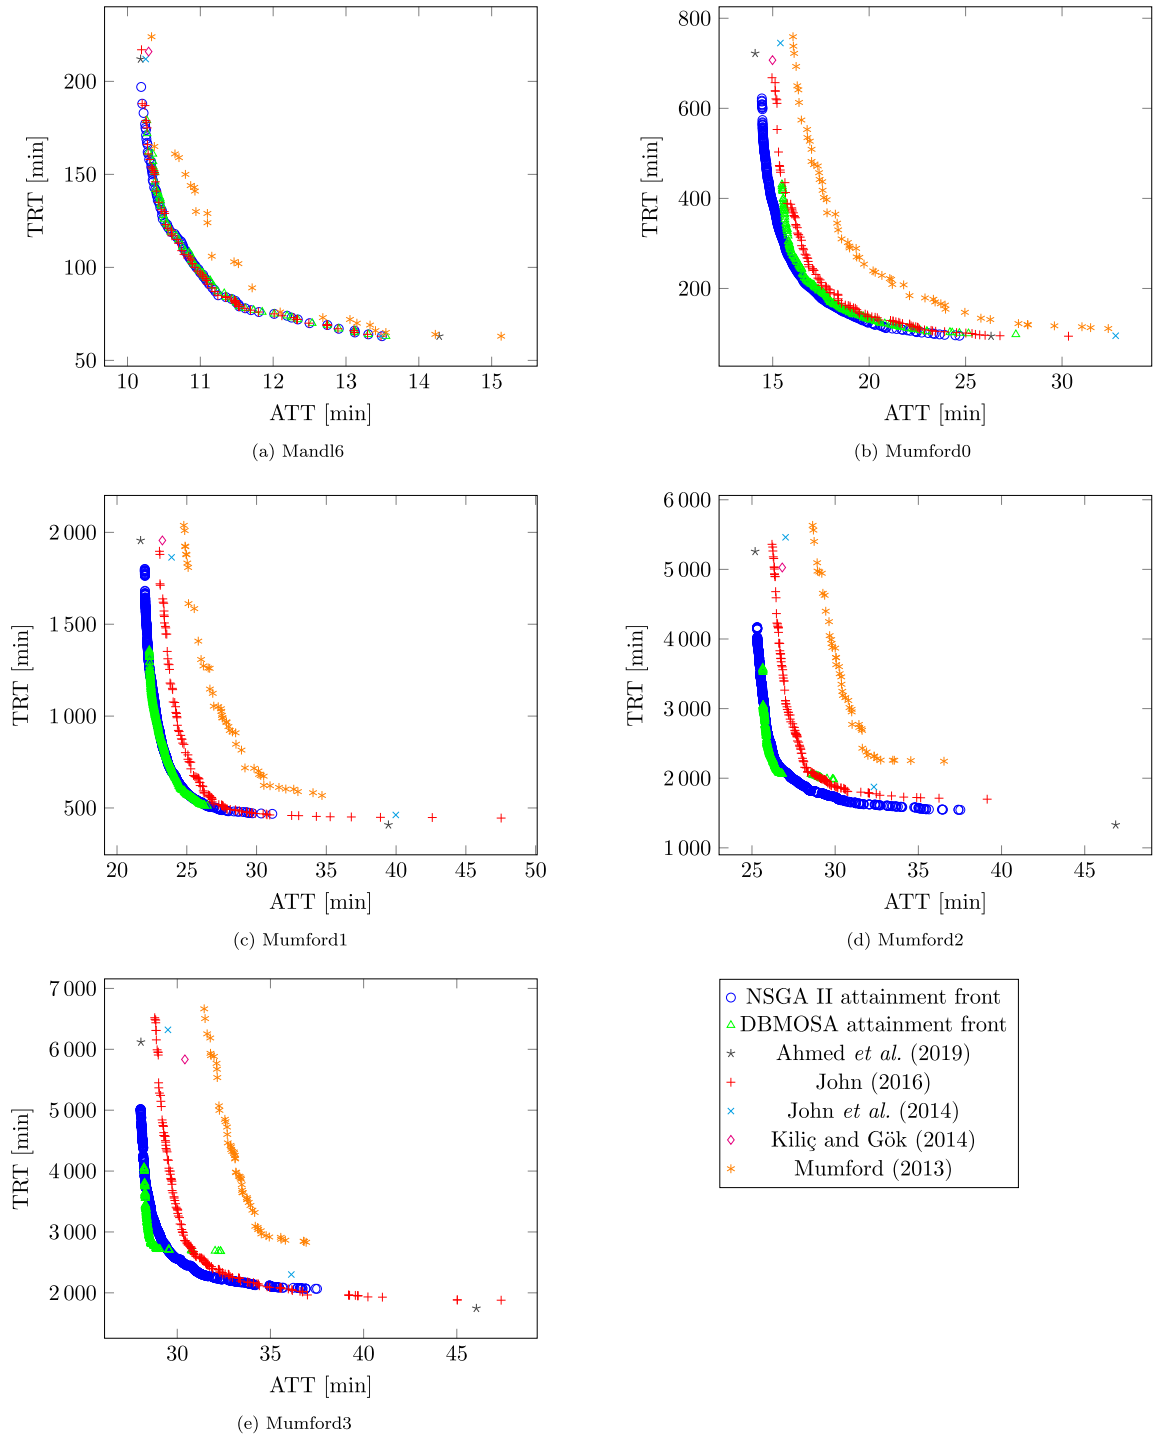 200
150
100
50
TRT [min]
10 11 12 13 14 15
ATT [min]
(a) Mandl6
800
600
400
200
TRT [min]
15 20 25 30
ATT [min]
(b) Mumford0
2 000
1 500
1 000
500
TRT [min]
20 25 30 35 40 45 50
ATT [min]
(c) Mumford1
6 000
5 000
4 000
3 000
2 000
1 000
TRT [min]
25 30 35 40 45
ATT [min]
(d) Mumford2
7 000
6 000
5 000
4 000
3 000
2 000
TRT [min]
30 35 40 45
ATT [min]
(e) Mumford3
NSGA II attainment front
DBMOSA attainment front
Ahmed et al. (2019)
John (2016)
John et al. (2014)
Kiliç and Gök (2014)
Mumford (2013)